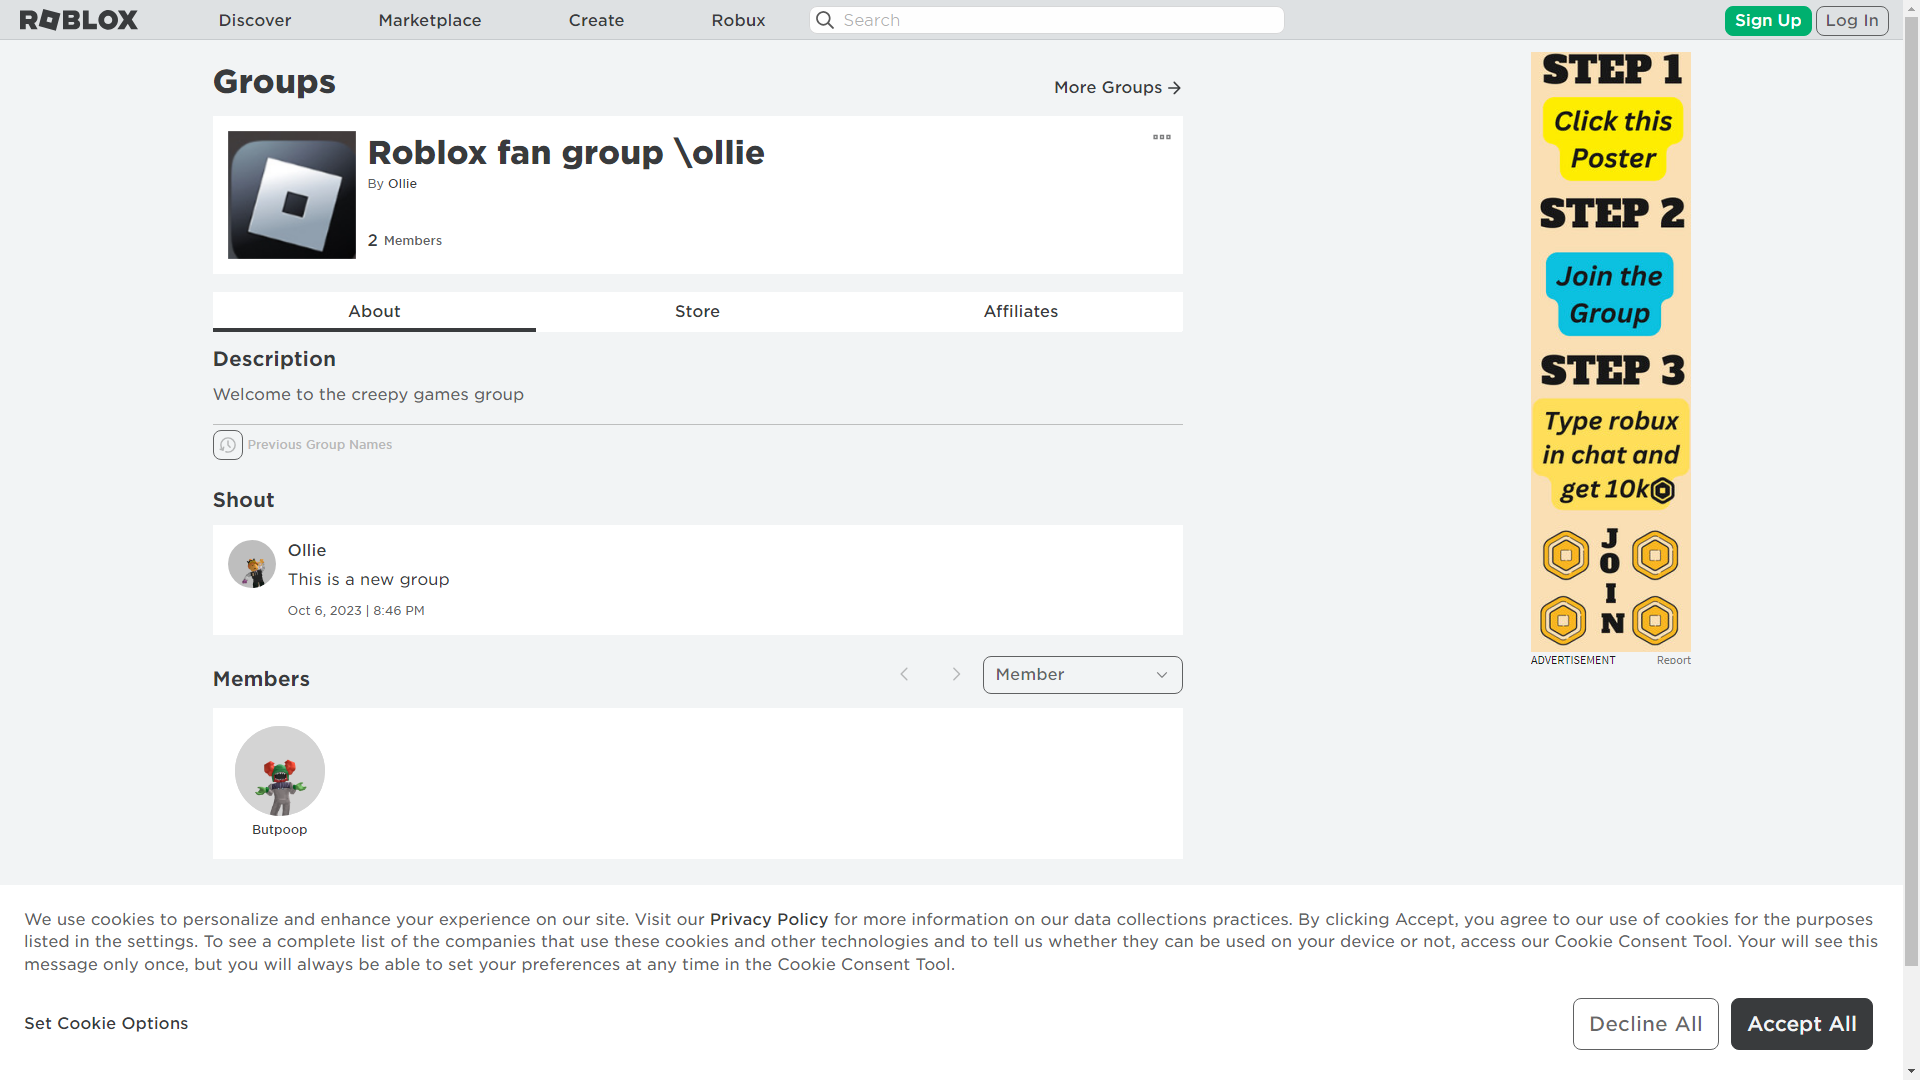 ROBLOX
Discover
Marketplace
Create
Robux
Search
Sign Up
Log In
Groups
More Groups
Roblox fan group \ollie
By Ollie
2 Members
About
Store
Affiliates
Description
Welcome to the creepy games group
Previous Group Names
Shout
Ollie
This is a new group
Oct 6, 2023 | 8:46 PM
Members
Member
Butpoop
STEP 1
Click this
Poster
STEP 2
Join the
Group
STEP 3
Type robux
in chat and
get 10k
JOIN
ADVERTISEMENT
Report
We use cookies to personalize and enhance your experience on our site. Visit our Privacy Policy for more information on our data collections practices. By clicking Accept, you agree to our use of cookies for the purposes
listed in the settings. To see a complete list of the companies that use these cookies and other technologies and to tell us whether they can be used on your device or not, access our Cookie Consent Tool. Your will see this
message only once, but you will always be able to set your preferences at any time in the Cookie Consent Tool.
Set Cookie Options
Decline All
Accept All